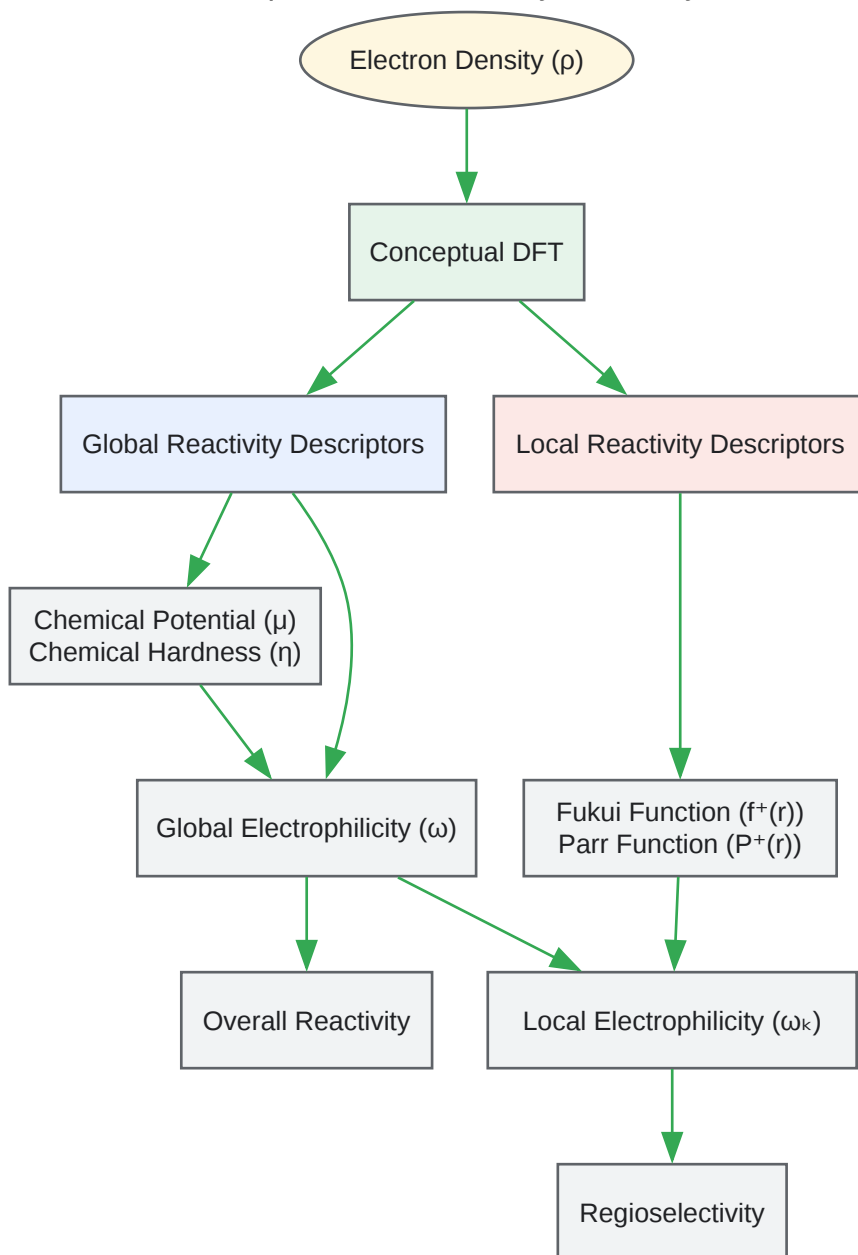 Electron Density (ρ)
Conceptual DFT
Global Reactivity Descriptors
Local Reactivity Descriptors
Chemical Potential (μ)
Chemical Hardness (η)
Global Electrophilicity (ω)
Fukui Function (f⁺(r))
Parr Function (P⁺(r))
Overall Reactivity
Local Electrophilicity (ωₖ)
Regioselectivity